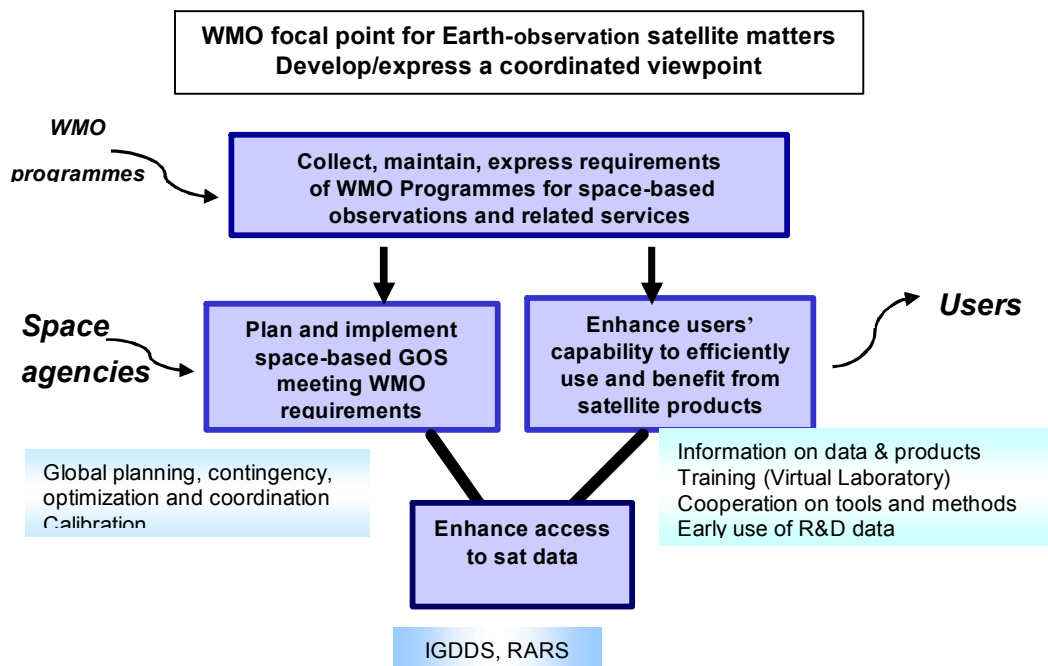 WMO focal point for Earth-observation satellite matters
Develop/express a coordinated viewpoint
WMO
programmes
Collect, maintain, express requirements
of WMO Programmes for space-based
observations and related services
Space
agencies
Plan and implement
space-based GOS
meeting WMO
requirements
Enhance users’
capability to efficiently
use and benefit from
satellite products
Users
Global planning, contingency,
optimization and coordination
Calibration
Information on data & products
Training (Virtual Laboratory)
Cooperation on tools and methods
Early use of R&D data
Enhance access
to sat data
IGDDS, RARS